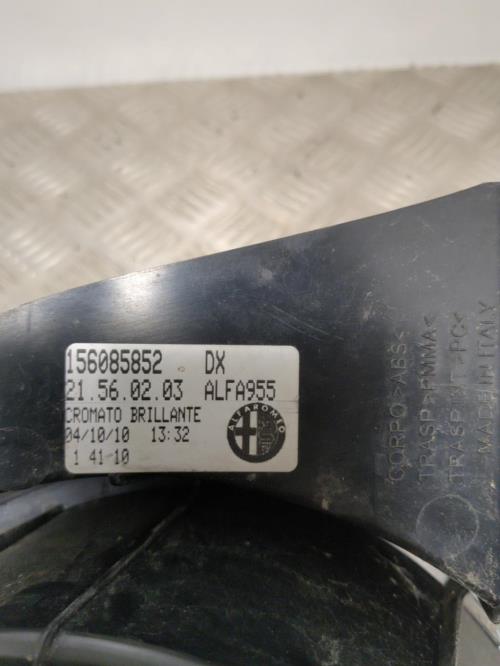 156085852 DX
21.56.02.03 ALFA955
CROMATO BRILLANTE
04/10/10 13:32
1 41-10
ALFA ROMEO
CORPO >ABS<
TRASP >PMMA<
TRASP INT >PC<
MADE IN ITALY